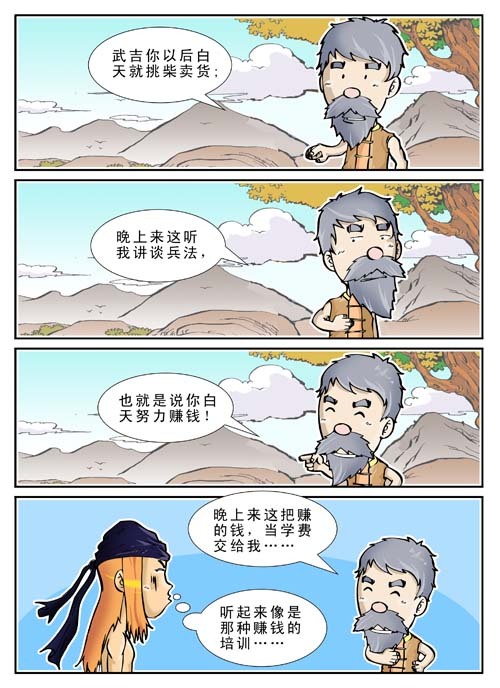 武吉你以后白
天就挑柴卖货;
晚上来这听
我讲谈兵法,
也就是说你白
天努力赚钱!
晚上来这把赚
的钱,当学费
交给我……
听起来像是
那种赚钱的
培训……